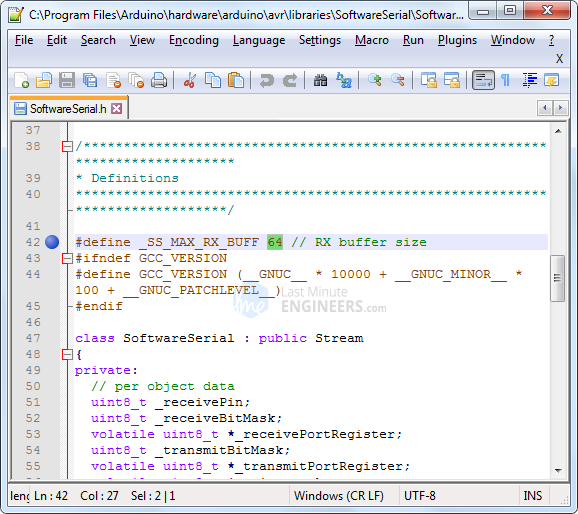 C:\Program Files\Arduino\hardware\arduino\avr\libraries\SoftwareSerial\Softwar...
File Edit Search View Encoding Language Settings Macro Run Plugins Window ?
X
SoftwareSerial.h
37
38 /**********************************************************
********************
39 * Definitions
40 ***********************************************************
*******************/
41
42 #define _SS_MAX_RX_BUFF 64 // RX buffer size
43 #ifndef GCC_VERSION
44 #define GCC_VERSION (__GNUC__ * 10000 + __GNUC_MINOR__ *
100 + __GNUC_PATCHLEVEL__)
45 #endif
46
47 class SoftwareSerial : public Stream
48 {
49 private:
50 // per object data
51 uint8_t _receivePin;
52 uint8_t _receiveBitMask;
53 volatile uint8_t *_receivePortRegister;
54 uint8_t _transmitBitMask;
55 volatile uint8_t *_transmitPortRegister;
Last Minute
ENGINEERS.com
Ln : 42 Col : 27 Sel : 2 | 1 Windows (CR LF) UTF-8 INS